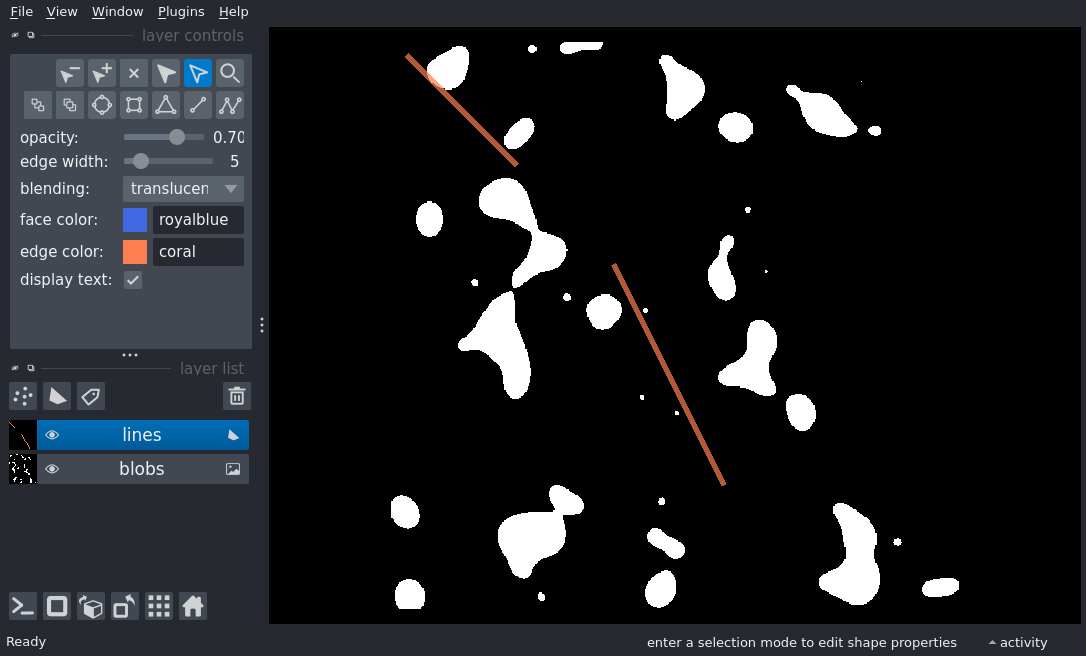 File View Window Plugins Help
layer controls
opacity: 0.70
edge width: 5
blending: translucen
face color: royalblue
edge color: coral
display text:
layer list
lines
blobs
Ready enter a selection mode to edit shape properties activity